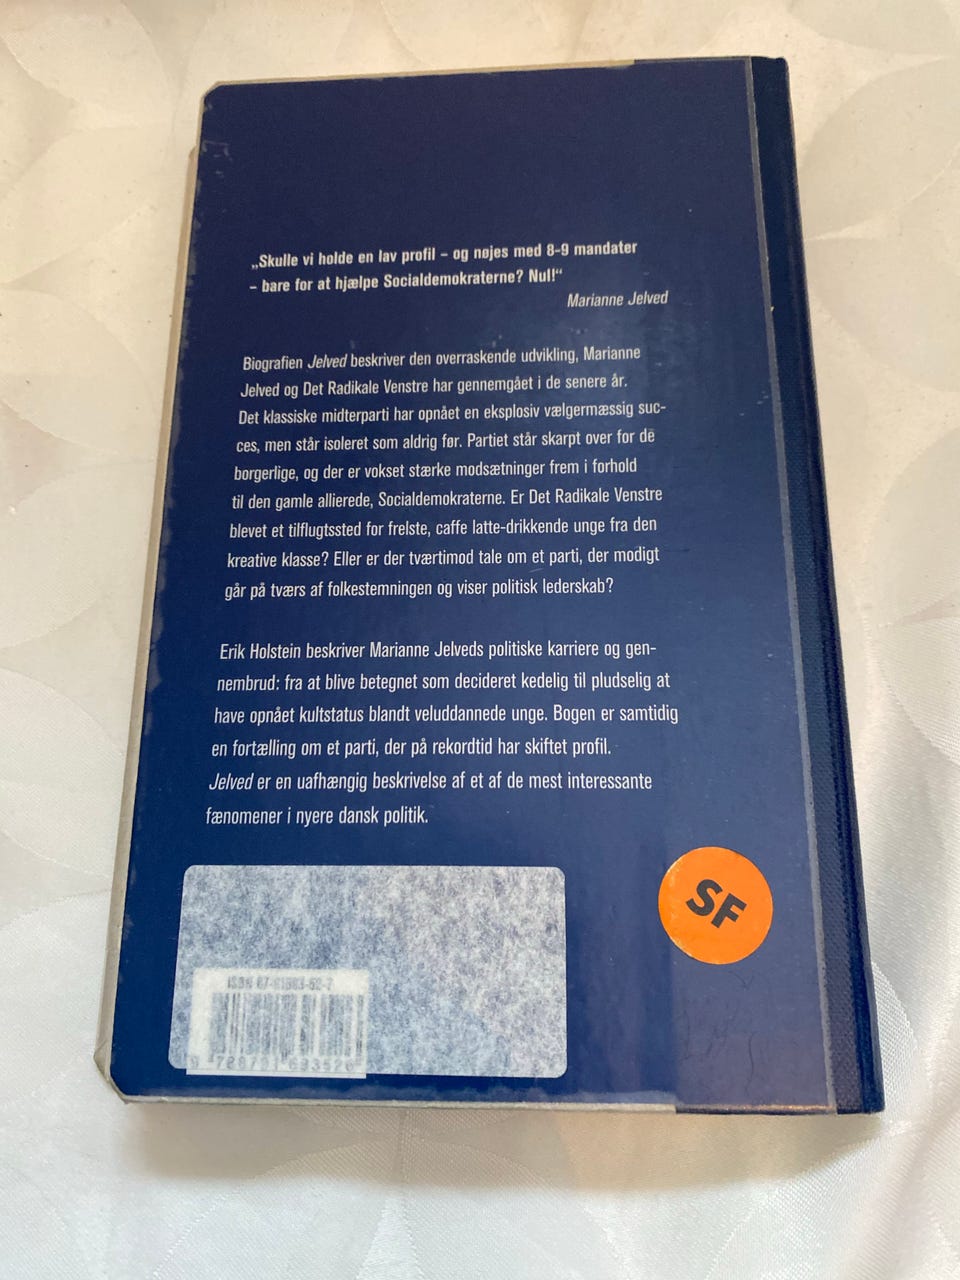 „Skulle vi holde en lav profil – og nøjes med 8-9 mandater
– bare for at hjælpe Socialdemokraterne? Nul!“
Marianne Jelved
Biografien Jelved beskriver den overraskende udvikling, Marianne
Jelved og Det Radikale Venstre har gennemgået i de senere år.
Det klassiske midterparti har opnået en eksplosiv vælgermæssig suc-
ces, men står isoleret som aldrig før. Partiet står skarpt over for de
borgerlige, og der er vokset stærke modsætninger frem i forhold
til den gamle allierede, Socialdemokraterne. Er Det Radikale Venstre
blevet et tilflugtssted for frelste, caffe latte-drikkende unge fra den
kreative klasse? Eller er der tværtimod tale om et parti, der modigt
går på tværs af folkestemningen og viser politisk lederskab?
Erik Holstein beskriver Marianne Jelveds politiske karriere og gen-
nembrud: fra at blive betegnet som decideret kedelig til pludselig at
have opnået kultstatus blandt veluddannede unge. Bogen er samtidig
en fortælling om et parti, der på rekordtid har skiftet profil.
Jelved er en uafhængig beskrivelse af et af de mest interessante
fænomener i nyere dansk politik.
SF
ISBN